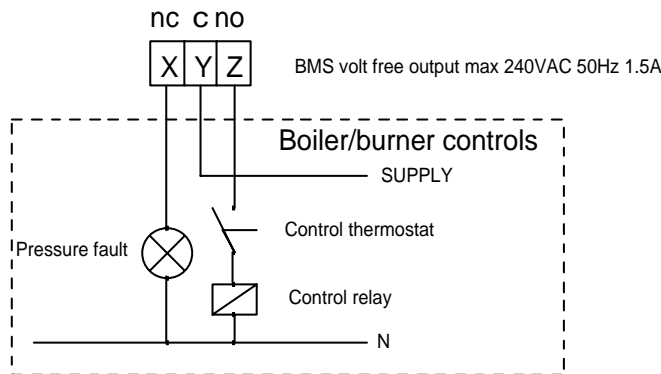 nc c no
X Y Z
BMS volt free output max 240VAC 50Hz 1.5A
Boiler/burner controls
SUPPLY
Control thermostat
Pressure fault
Control relay
N